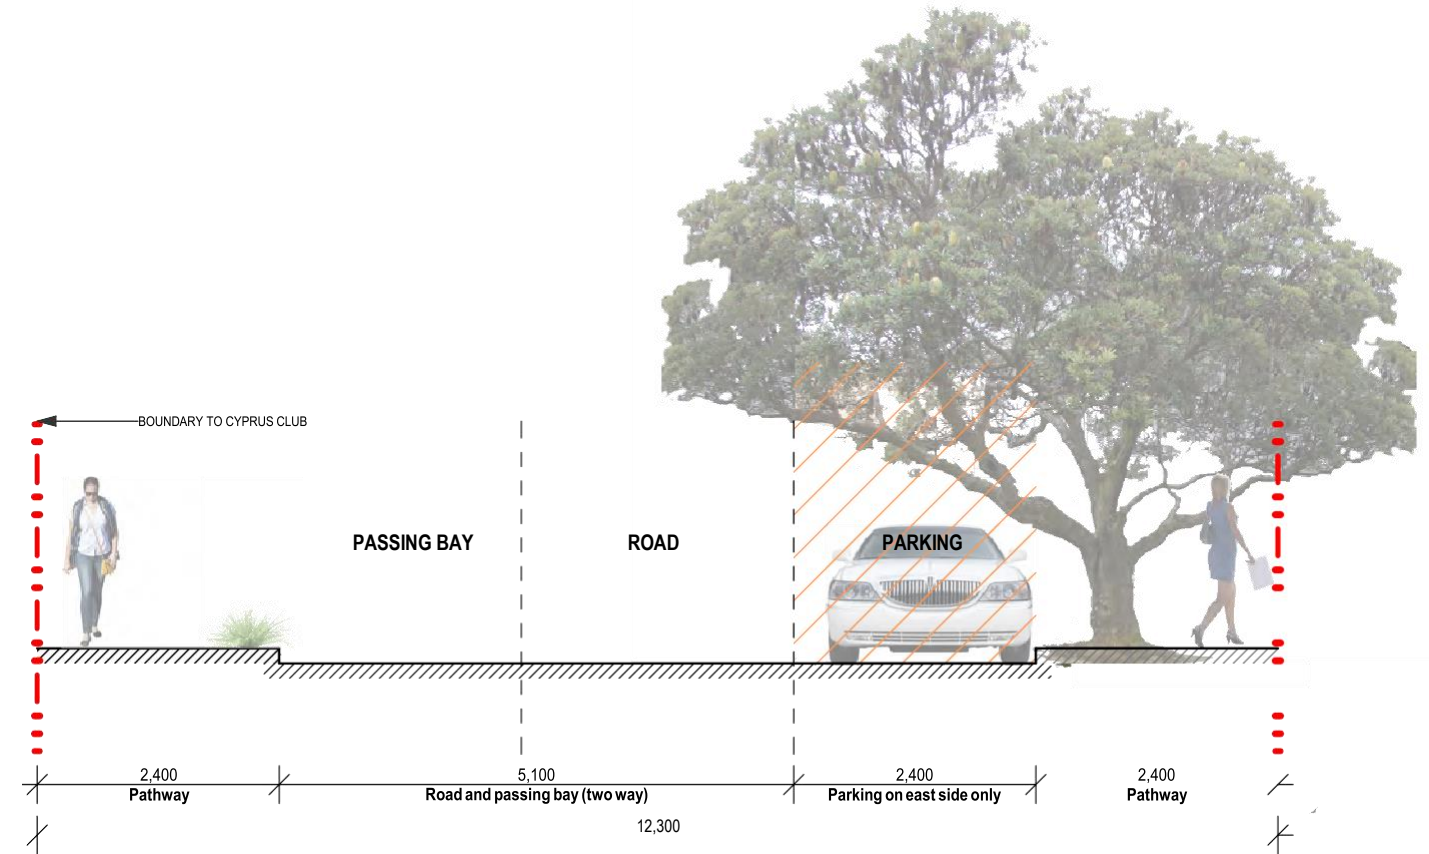 BOUNDARY TO CYPRUS CLUB
PASSING BAY
ROAD
PARKING
2,400
5,100
2,400
2,400
Pathway
Road and passing bay (two way)
Parking on east side only
Pathway
12,300